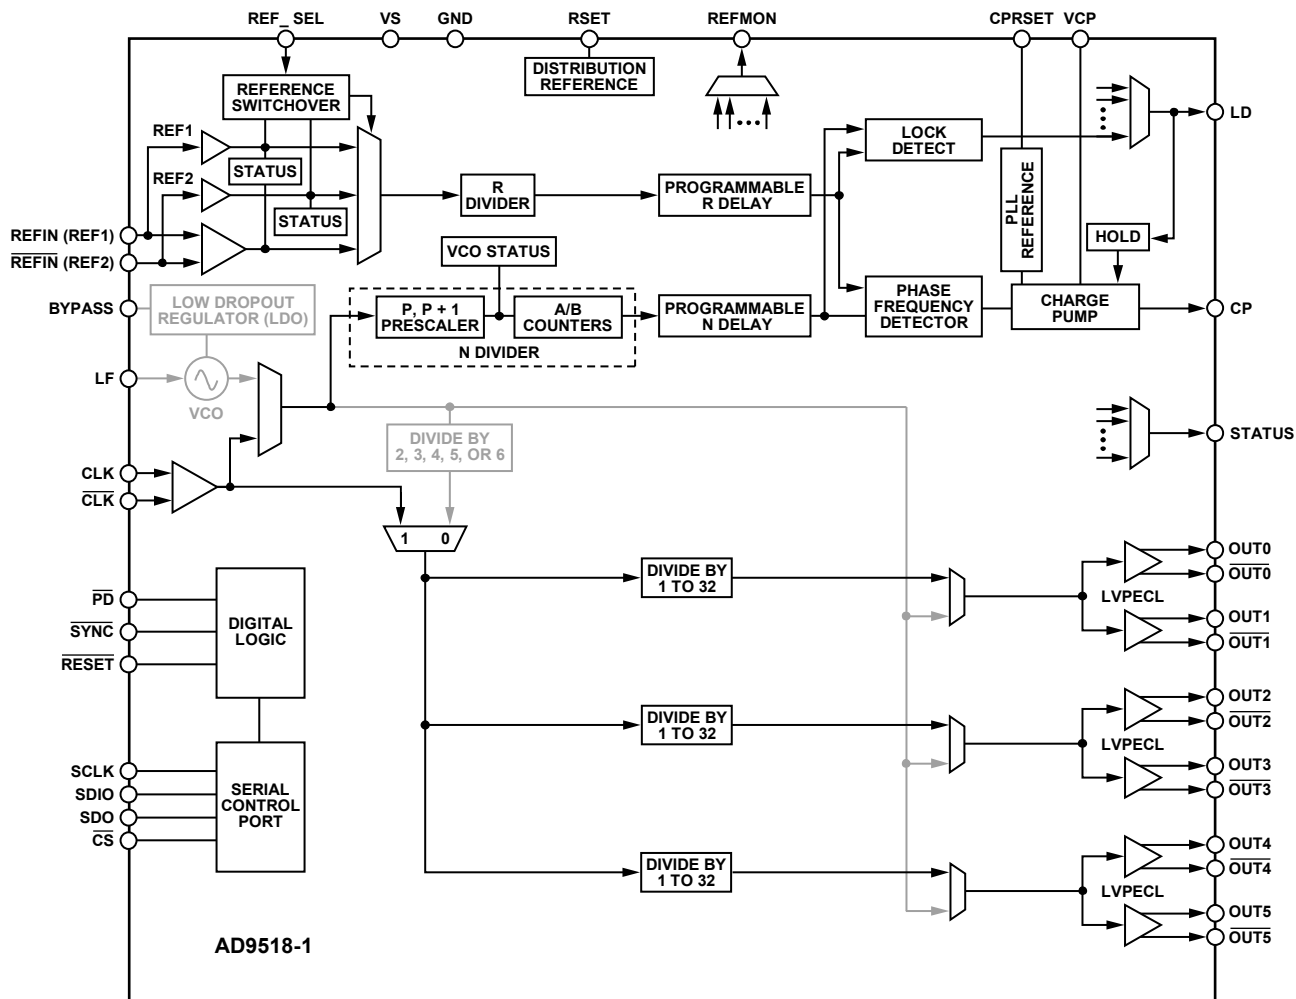 REF_ SEL
VS
GND
RSET
REFMON
CPRSET VCP
DISTRIBUTION
REFERENCE
REFERENCE
SWITCHOVER
REF1
STATUS
REF2
STATUS
R
DIVIDER
PROGRAMMABLE
R DELAY
LOCK
DETECT
LD
PLL
REFERENCE
HOLD
REFIN (REF1)
REFIN (REF2)
VCO STATUS
BYPASS
LOW DROPOUT
REGULATOR (LDO)
P, P + 1
PRESCALER
A/B
COUNTERS
N DIVIDER
PROGRAMMABLE
N DELAY
PHASE
FREQUENCY
DETECTOR
CHARGE
PUMP
CP
LF
VCO
DIVIDE BY
2, 3, 4, 5, OR 6
STATUS
CLK
CLK
1 0
DIVIDE BY
1 TO 32
LVPECL
OUT0
OUT0
OUT1
OUT1
PD
SYNC
RESET
DIGITAL
LOGIC
DIVIDE BY
1 TO 32
LVPECL
OUT2
OUT2
OUT3
OUT3
SCLK
SDIO
SDO
CS
SERIAL
CONTROL
PORT
DIVIDE BY
1 TO 32
LVPECL
OUT4
OUT4
OUT5
OUT5
AD9518-1